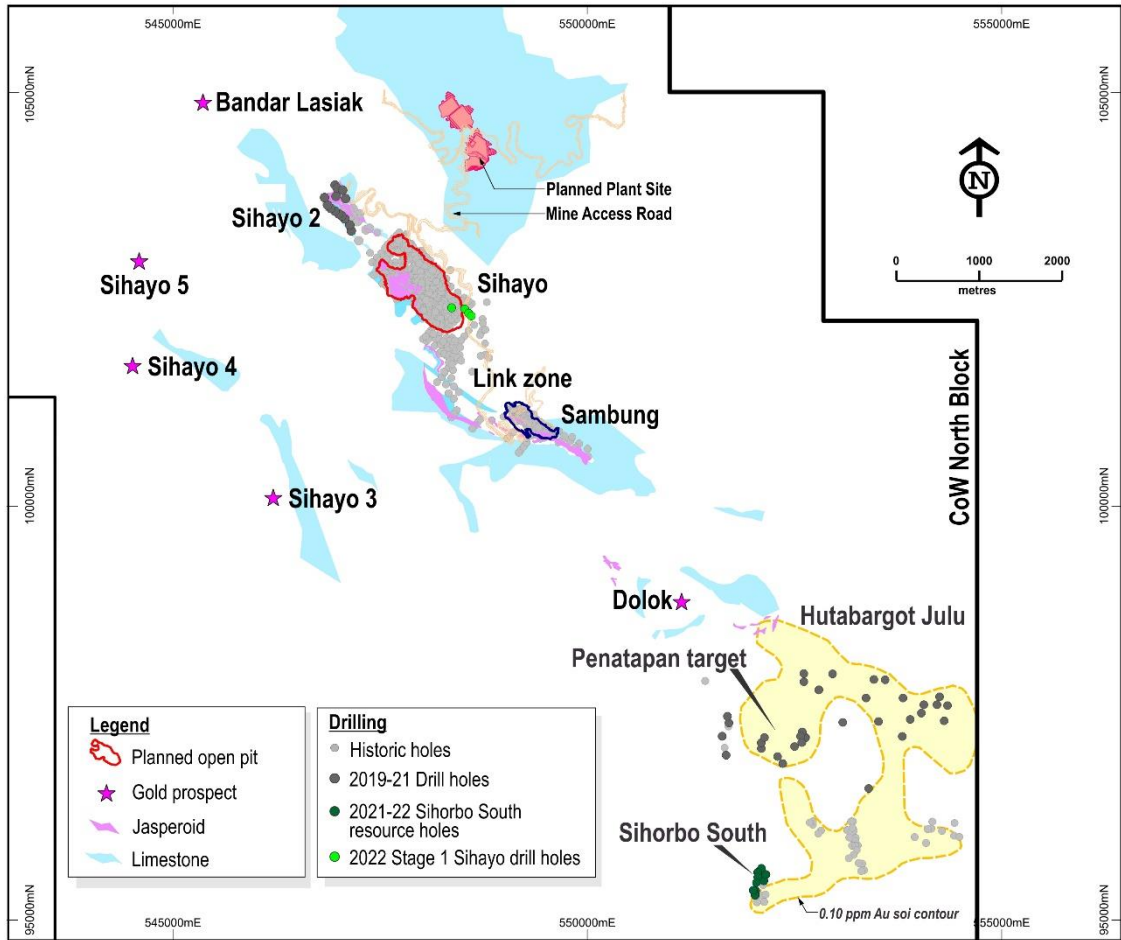 545000mE
550000mE
555000mE
105000mN
105000mN
Bandar Lasiak
N
Planned Plant Site
Mine Access Road
Sihayo 2
Sihayo 5
Sihayo
0 1000 2000
metres
Sihayo 4
Link zone
Sambung
CoW North Block
Sihayo 3
100000mN
100000mN
Dolok
Hutabargot Julu
Penatapan target
Legend
Planned open pit
Gold prospect
Jasperoid
Limestone
Drilling
Historic holes
2019-21 Drill holes
2021-22 Sihorbo South
resource holes
2022 Stage 1 Sihayo drill holes
Sihorbo South
0.10 ppm Au soi contour
95000mN
95000mN
545000mE
550000mE
555000mE